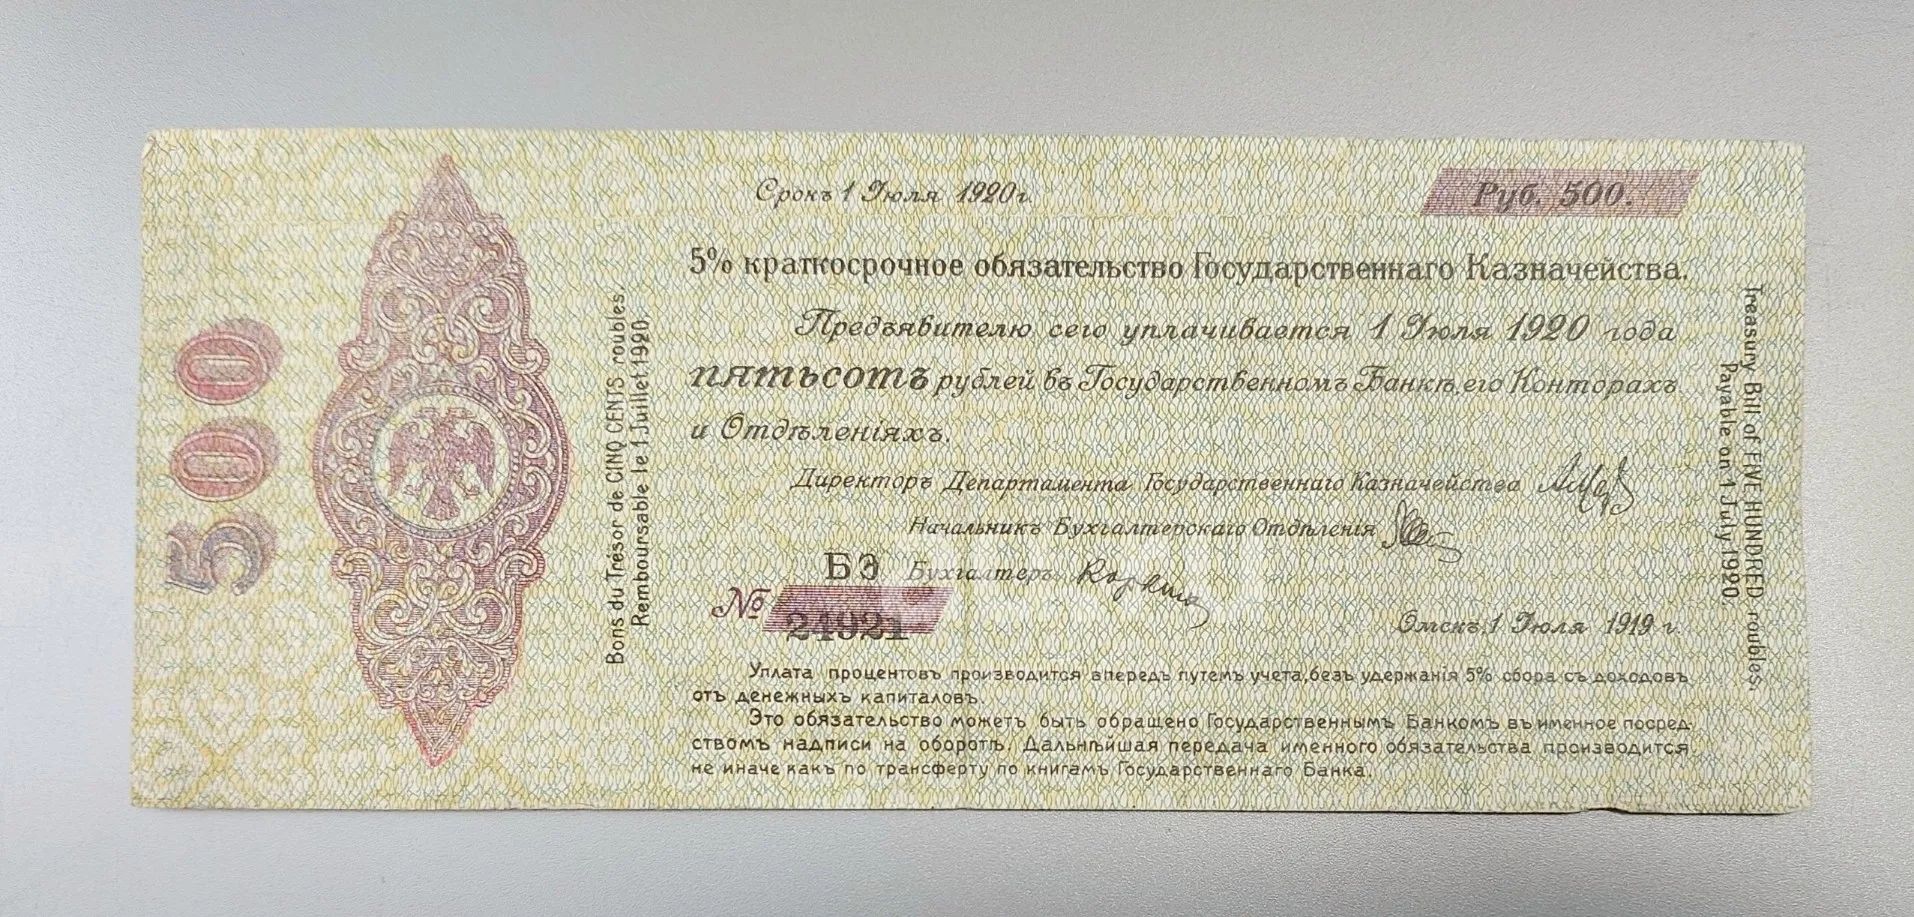 500
Bons du Trésor de CINQ CENTS roubles.
Remboursable le 1 Juillet 1920.
Срокъ 1 Іюля 1920 г.
Руб. 500.
5% краткосрочное обязательство Государственнаго Казначейства.
Предъявителю сего уплачивается 1 Іюля 1920 года
пятьсотъ рублей въ Государственномъ Банкѣ, его Конторахъ
и Отдѣленіяхъ.
Директоръ Департамента Государственнаго Казначейства
Начальникъ Бухгалтерскаго Отдѣленія
БЭ Бухгалтеръ
№ 24921
Омскъ, 1 Іюля 1919 г.
Уплата процентовъ производится впередъ путемъ учета, безъ удержанія 5% сбора съ доходовъ
отъ денежныхъ капиталовъ.
Это обязательство можетъ быть обращено Государственнымъ Банкомъ въ именное посред-
ствомъ надписи на оборотѣ. Дальнѣйшая передача именного обязательства производится
не иначе какъ по трансферту по книгамъ Государственнаго Банка.
Treasury Bill of FIVE HUNDRED roubles.
Payable on 1 July 1920.